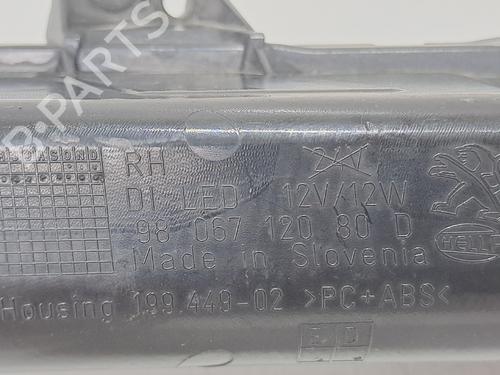 B-PARTS
RH 24V
DI LED 12V/12W
98 067 120 80 D
Made in Slovenia
HELLA
Housing 199.449-02 >PC+ABS<